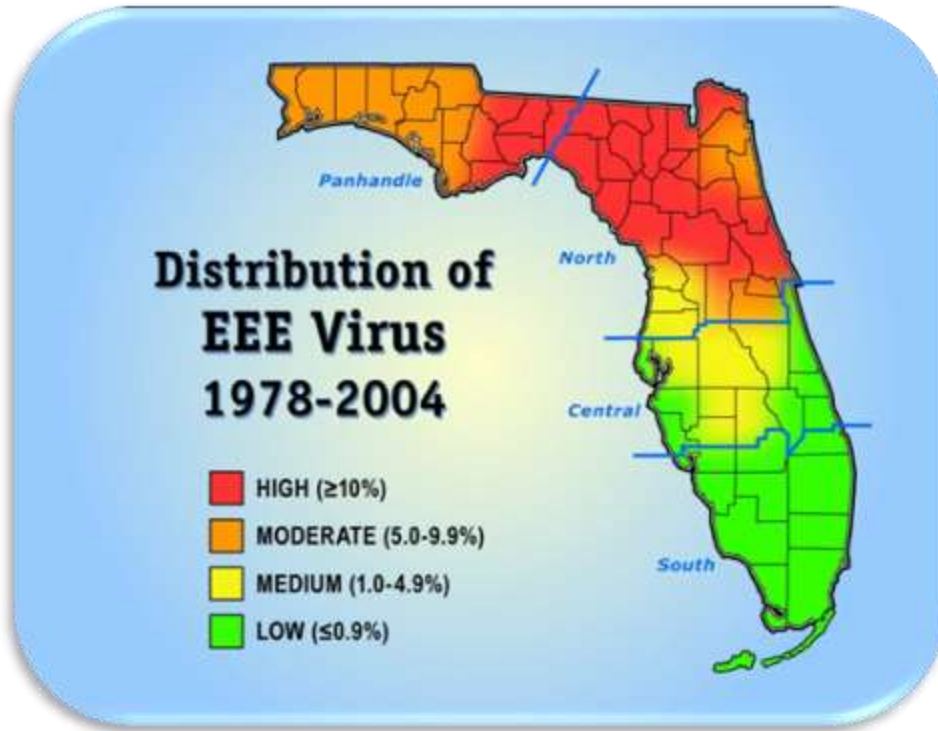 Panhandle
North
Distribution of
EEE Virus
1978-2004
Central
HIGH (≥10%)
MODERATE (5.0-9.9%)
MEDIUM (1.0-4.9%)
LOW (≤0.9%)
South